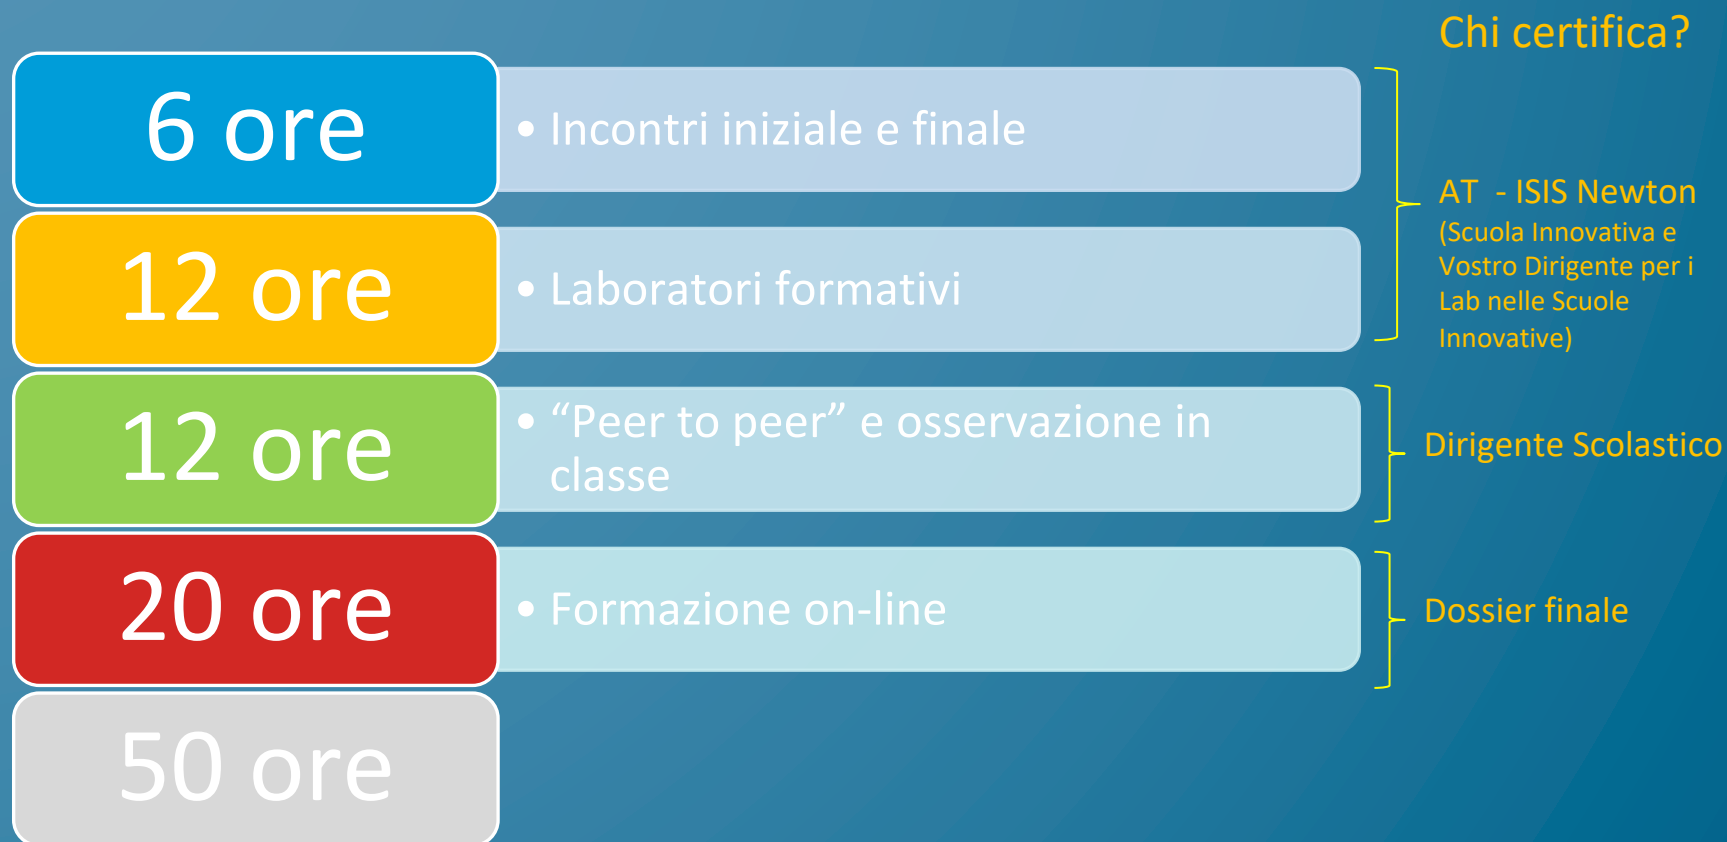 Chi certifica?
6 ore
• Incontri iniziale e finale
12 ore
• Laboratori formativi
AT - ISIS Newton
(Scuola Innovativa e
Vostro Dirigente per i
Lab nelle Scuole
Innovative)
12 ore
• “Peer to peer” e osservazione in
classe
Dirigente Scolastico
20 ore
• Formazione on-line
Dossier finale
50 ore